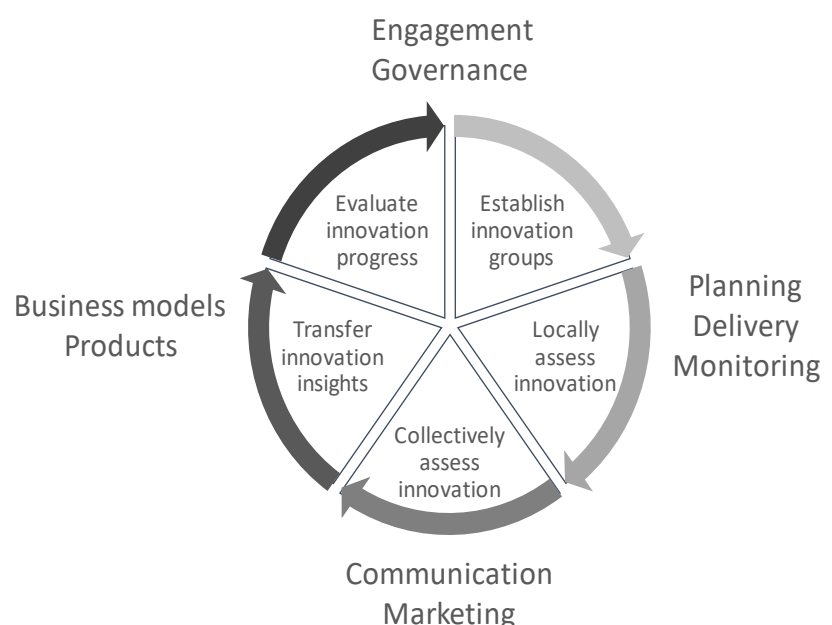 Engagement
Governance
Evaluate
innovation
progress
Establish
innovation
groups
Business models
Products
Planning
Delivery
Monitoring
Transfer
innovation
insights
Locally
assess
innovation
Collectively
assess
innovation
Communication
Marketing